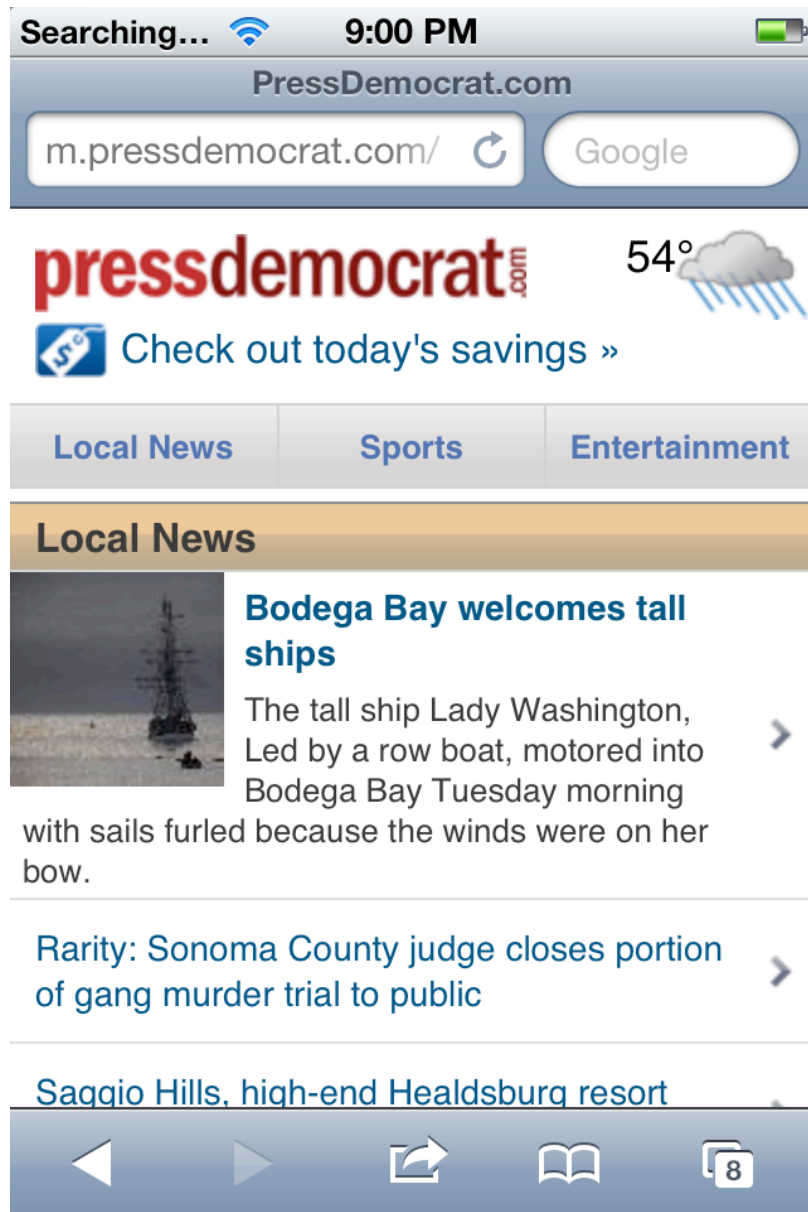 Searching... 9:00 PM
PressDemocrat.com
m.pressdemocrat.com/ Google
pressdemocrat.com 54°
Check out today's savings »
Local News Sports Entertainment
Local News
Bodega Bay welcomes tall
ships
The tall ship Lady Washington,
Led by a row boat, motored into
Bodega Bay Tuesday morning
with sails furled because the winds were on her
bow.
Rarity: Sonoma County judge closes portion
of gang murder trial to public
Saggio Hills, high-end Healdsburg resort
8